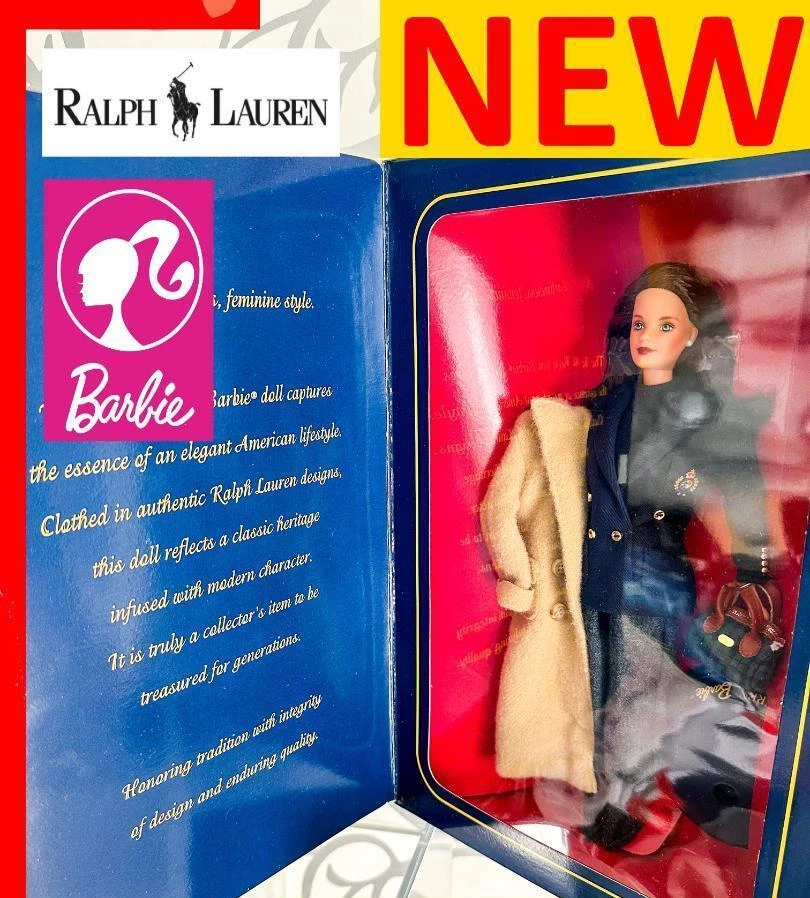 RALPH LAUREN
NEW
Barbie
, feminine style.
Barbie® doll captures
the essence of an elegant American lifestyle.
Clothed in authentic Ralph Lauren designs,
this doll reflects a classic heritage
infused with modern character.
It is truly a collector's item to be
treasured for generations.
Honoring tradition with integrity
of design and enduring quality.
Barbie